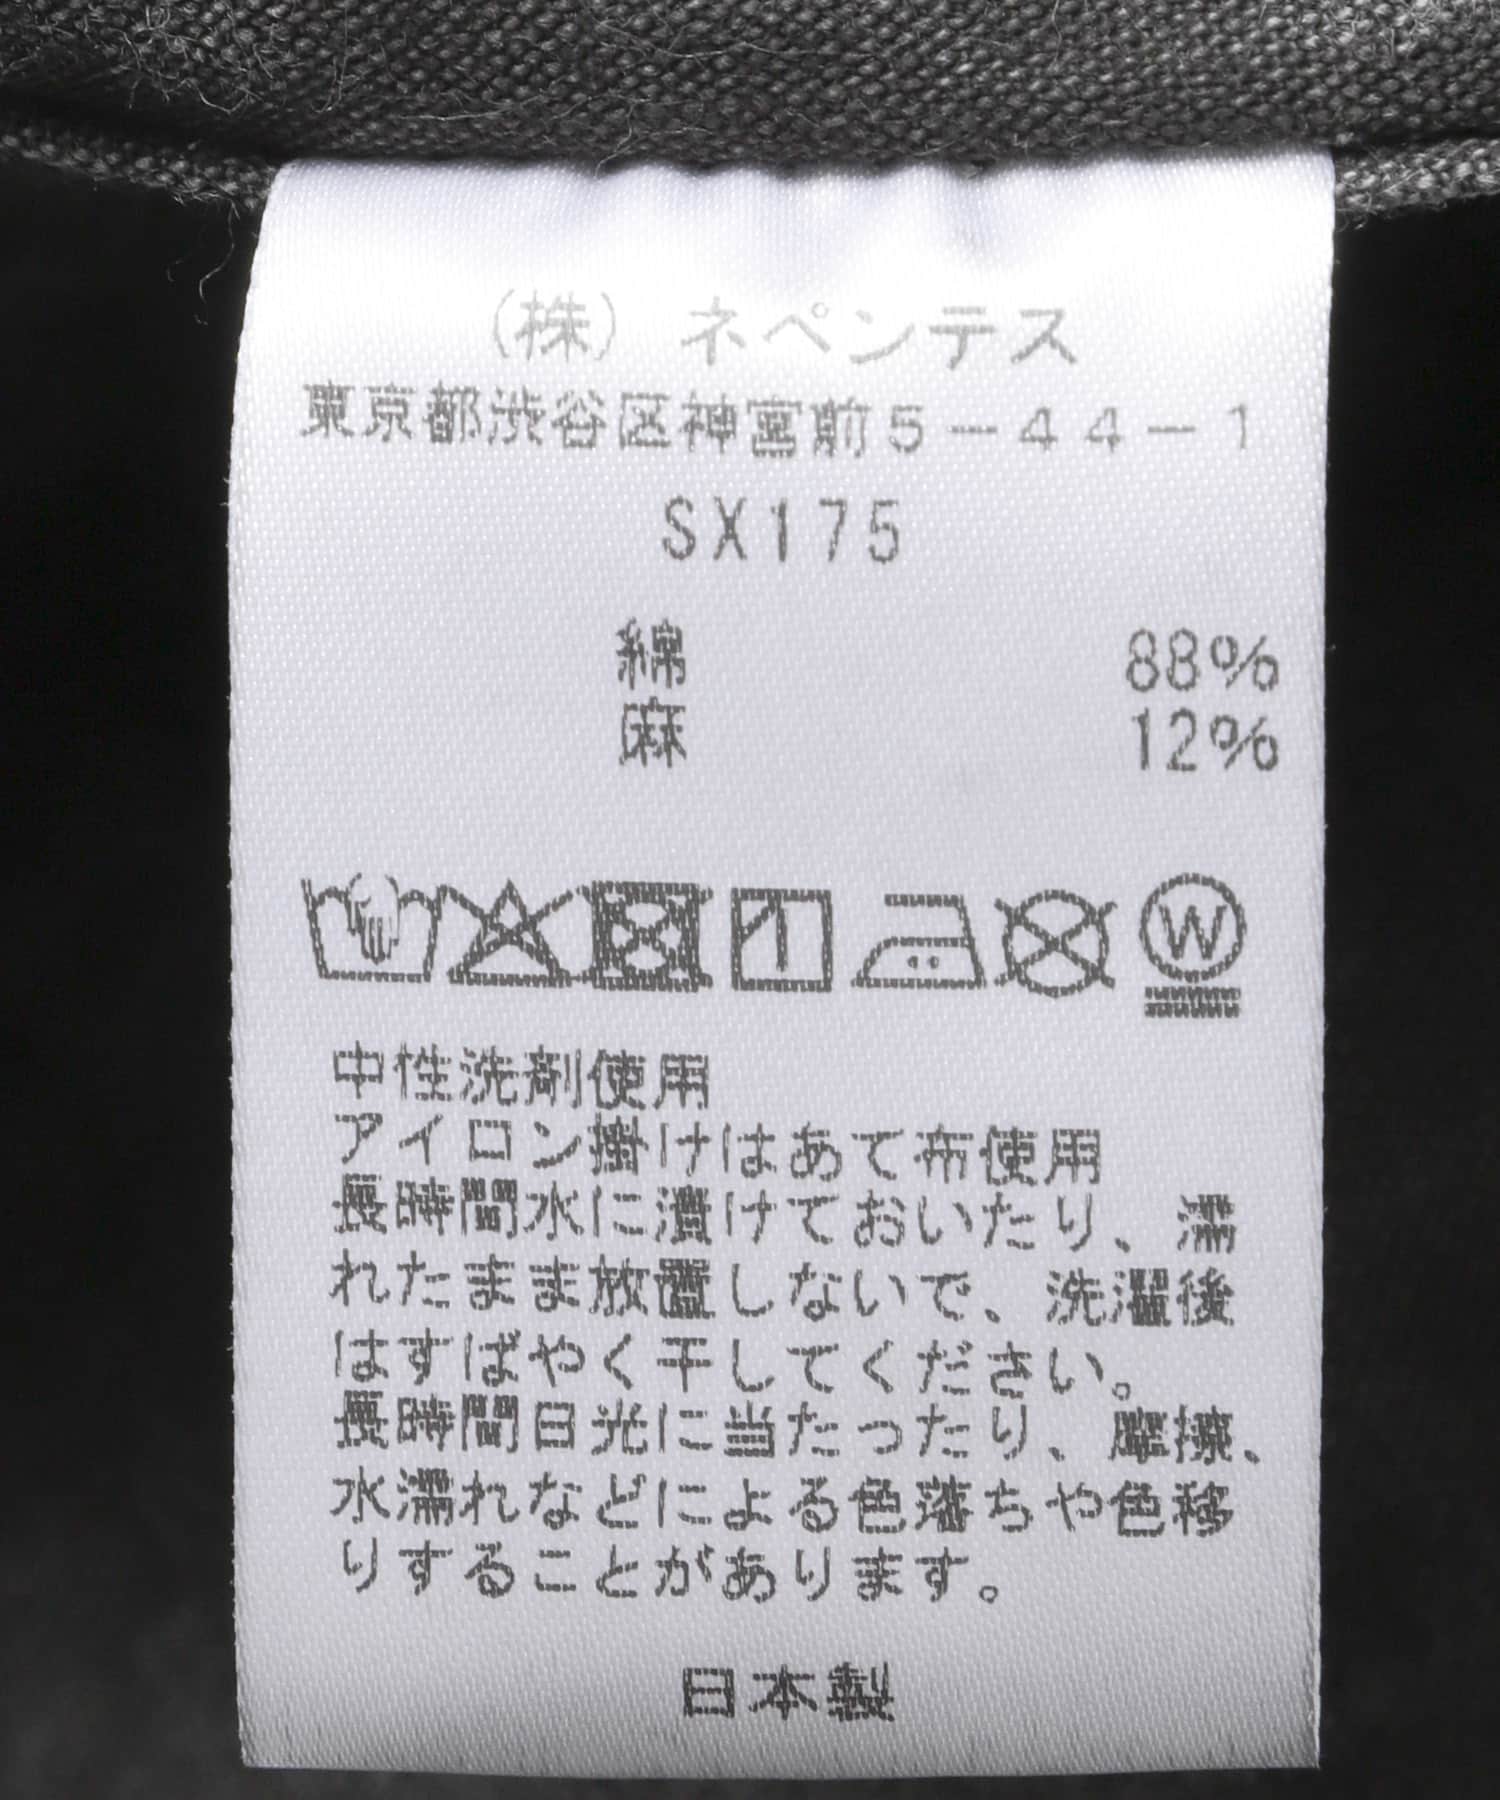 (株) ネペンテス
東京都渋谷区神宮前5-44-1
SX175
綿 88%
麻 12%
W
中性洗剤使用
アイロン掛けはあて布使用
長時間水に漬けておいたり、濡
れたまま放置しないで、洗濯後
はすばやく干してください。
長時間日光に当たったり、摩擦、
水濡れなどによる色落ちや色移
りすることがあります。
日本製